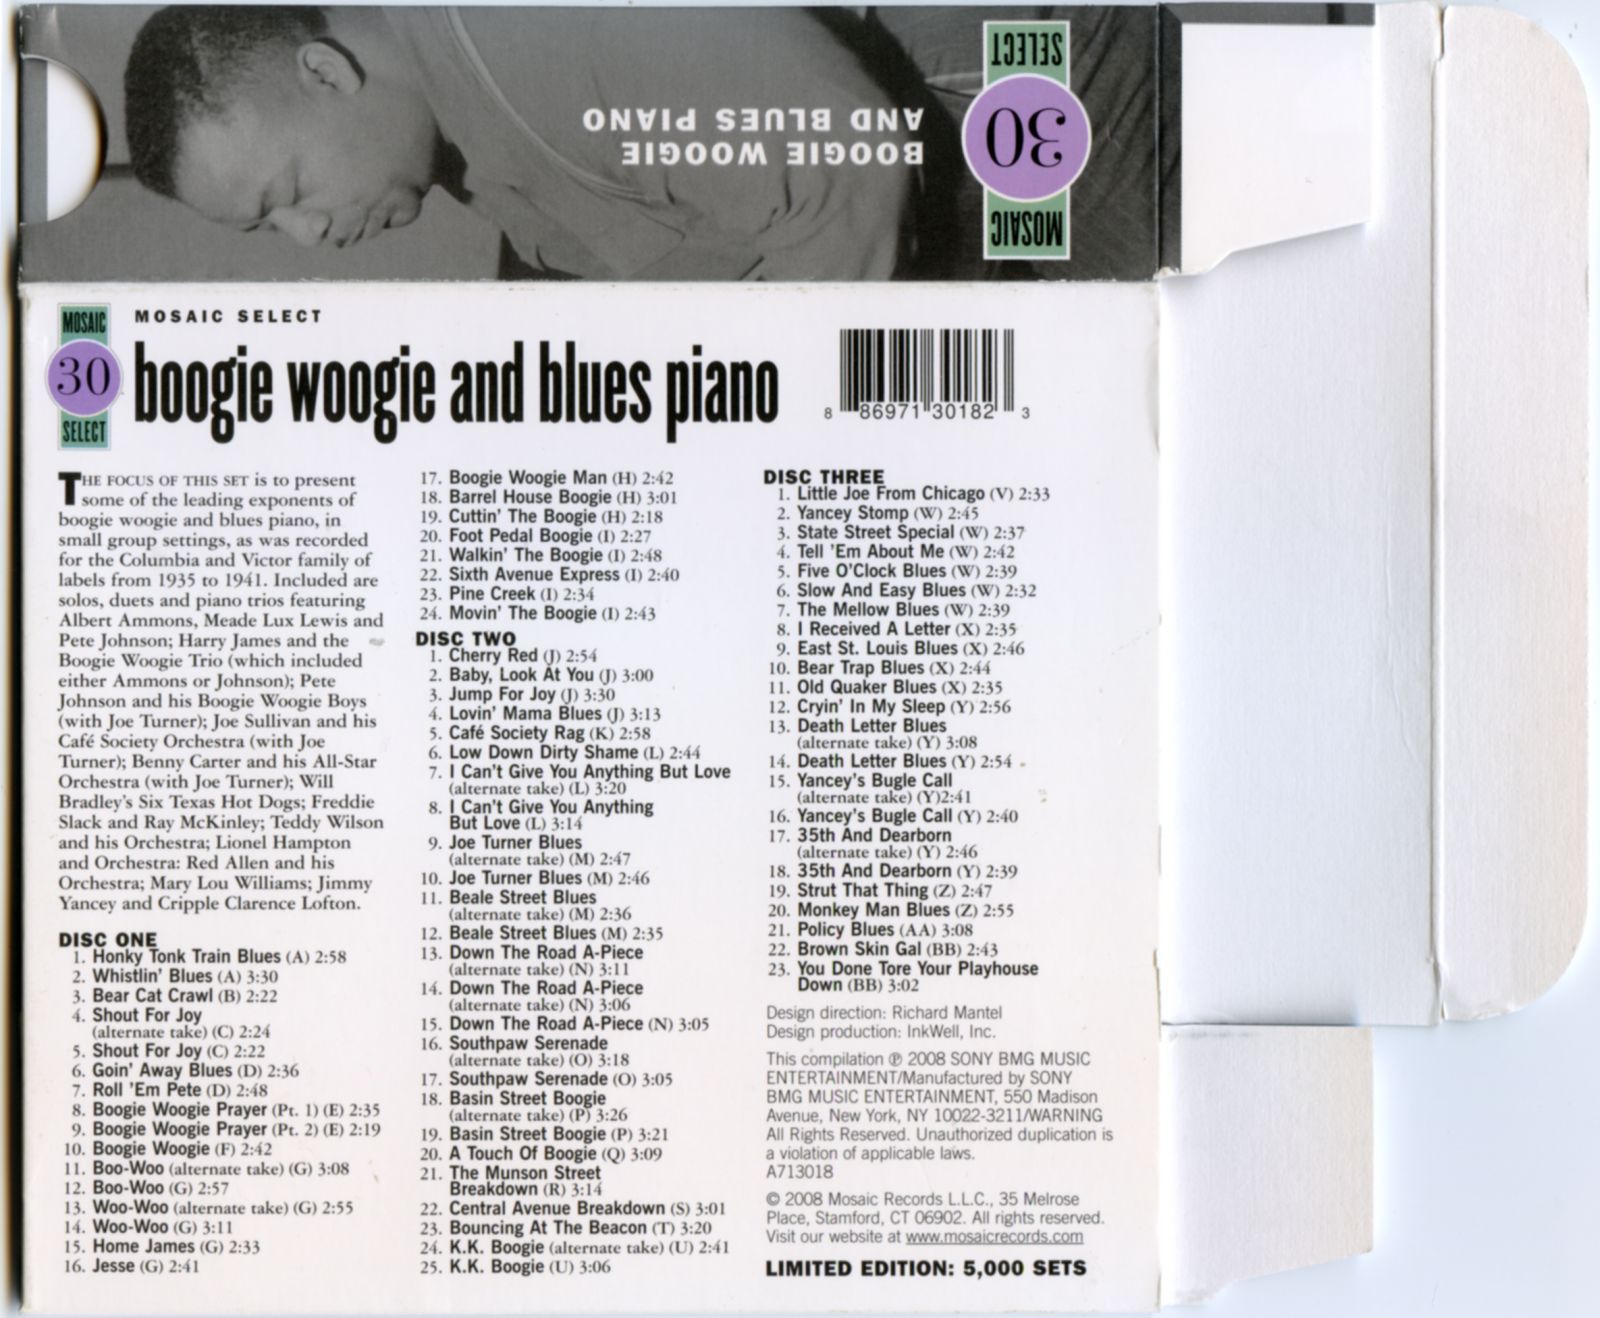 MOSAIC
30
SELECT
BOOGIE WOOGIE
AND BLUES PIANO
MOSAIC
30
SELECT
MOSAIC SELECT
boogie woogie and blues piano
8 86971 30182 3
THE FOCUS OF THIS SET is to present
some of the leading exponents of
boogie woogie and blues piano, in
small group settings, as was recorded
for the Columbia and Victor family of
labels from 1935 to 1941. Included are
solos, duets and piano trios featuring
Albert Ammons, Meade Lux Lewis and
Pete Johnson; Harry James and the
Boogie Woogie Trio (which included
either Ammons or Johnson); Pete
Johnson and his Boogie Woogie Boys
(with Joe Turner); Joe Sullivan and his
Café Society Orchestra (with Joe
Turner); Benny Carter and his All-Star
Orchestra (with Joe Turner); Will
Bradley's Six Texas Hot Dogs; Freddie
Slack and Ray McKinley; Teddy Wilson
and his Orchestra; Lionel Hampton
and Orchestra: Red Allen and his
Orchestra; Mary Lou Williams; Jimmy
Yancey and Cripple Clarence Lofton.
DISC ONE
1. Honky Tonk Train Blues (A) 2:58
2. Whistlin' Blues (A) 3:30
3. Bear Cat Crawl (B) 2:22
4. Shout For Joy
(alternate take) (C) 2:24
5. Shout For Joy (C) 2:22
6. Goin' Away Blues (D) 2:36
7. Roll 'Em Pete (D) 2:48
8. Boogie Woogie Prayer (Pt. 1) (E) 2:35
9. Boogie Woogie Prayer (Pt. 2) (E) 2:19
10. Boogie Woogie (F) 2:42
11. Boo-Woo (alternate take) (G) 3:08
12. Boo-Woo (G) 2:57
13. Woo-Woo (alternate take) (G) 2:55
14. Woo-Woo (G) 3:11
15. Home James (G) 2:33
16. Jesse (G) 2:41
17. Boogie Woogie Man (H) 2:42
18. Barrel House Boogie (H) 3:01
19. Cuttin' The Boogie (H) 2:18
20. Foot Pedal Boogie (I) 2:27
21. Walkin' The Boogie (I) 2:48
22. Sixth Avenue Express (I) 2:40
23. Pine Creek (I) 2:34
24. Movin' The Boogie (I) 2:43
DISC TWO
1. Cherry Red (J) 2:54
2. Baby, Look At You (J) 3:00
3. Jump For Joy (J) 3:30
4. Lovin' Mama Blues (J) 3:13
5. Café Society Rag (K) 2:58
6. Low Down Dirty Shame (L) 2:44
7. I Can't Give You Anything But Love
(alternate take) (L) 3:20
8. I Can't Give You Anything
But Love (L) 3:14
9. Joe Turner Blues
(alternate take) (M) 2:47
10. Joe Turner Blues (M) 2:46
11. Beale Street Blues
(alternate take) (M) 2:36
12. Beale Street Blues (M) 2:35
13. Down The Road A-Piece
(alternate take) (N) 3:11
14. Down The Road A-Piece
(alternate take) (N) 3:06
15. Down The Road A-Piece (N) 3:05
16. Southpaw Serenade
(alternate take) (O) 3:18
17. Southpaw Serenade (O) 3:05
18. Basin Street Boogie
(alternate take) (P) 3:26
19. Basin Street Boogie (P) 3:21
20. A Touch Of Boogie (Q) 3:09
21. The Munson Street
Breakdown (R) 3:14
22. Central Avenue Breakdown (S) 3:01
23. Bouncing At The Beacon (T) 3:20
24. K.K. Boogie (alternate take) (U) 2:41
25. K.K. Boogie (U) 3:06
DISC THREE
1. Little Joe From Chicago (V) 2:33
2. Yancey Stomp (W) 2:45
3. State Street Special (W) 2:37
4. Tell 'Em About Me (W) 2:42
5. Five O'Clock Blues (W) 2:39
6. Slow And Easy Blues (W) 2:32
7. The Mellow Blues (W) 2:39
8. I Received A Letter (X) 2:35
9. East St. Louis Blues (X) 2:46
10. Bear Trap Blues (X) 2:44
11. Old Quaker Blues (X) 2:35
12. Cryin' In My Sleep (Y) 2:56
13. Death Letter Blues
(alternate take) (Y) 3:08
14. Death Letter Blues (Y) 2:54
15. Yancey's Bugle Call
(alternate take) (Y)2:41
16. Yancey's Bugle Call (Y) 2:40
17. 35th And Dearborn
(alternate take) (Y) 2:46
18. 35th And Dearborn (Y) 2:39
19. Strut That Thing (Z) 2:47
20. Monkey Man Blues (Z) 2:55
21. Policy Blues (AA) 3:08
22. Brown Skin Gal (BB) 2:43
23. You Done Tore Your Playhouse
Down (BB) 3:02
Design direction: Richard Mantel
Design production: InkWell, Inc.
This compilation ℗ 2008 SONY BMG MUSIC
ENTERTAINMENT/Manufactured by SONY
BMG MUSIC ENTERTAINMENT, 550 Madison
Avenue, New York, NY 10022-3211/WARNING
All Rights Reserved. Unauthorized duplication is
a violation of applicable laws.
A713018
© 2008 Mosaic Records L.L.C., 35 Melrose
Place, Stamford, CT 06902. All rights reserved.
Visit our website at www.mosaicrecords.com
LIMITED EDITION: 5,000 SETS